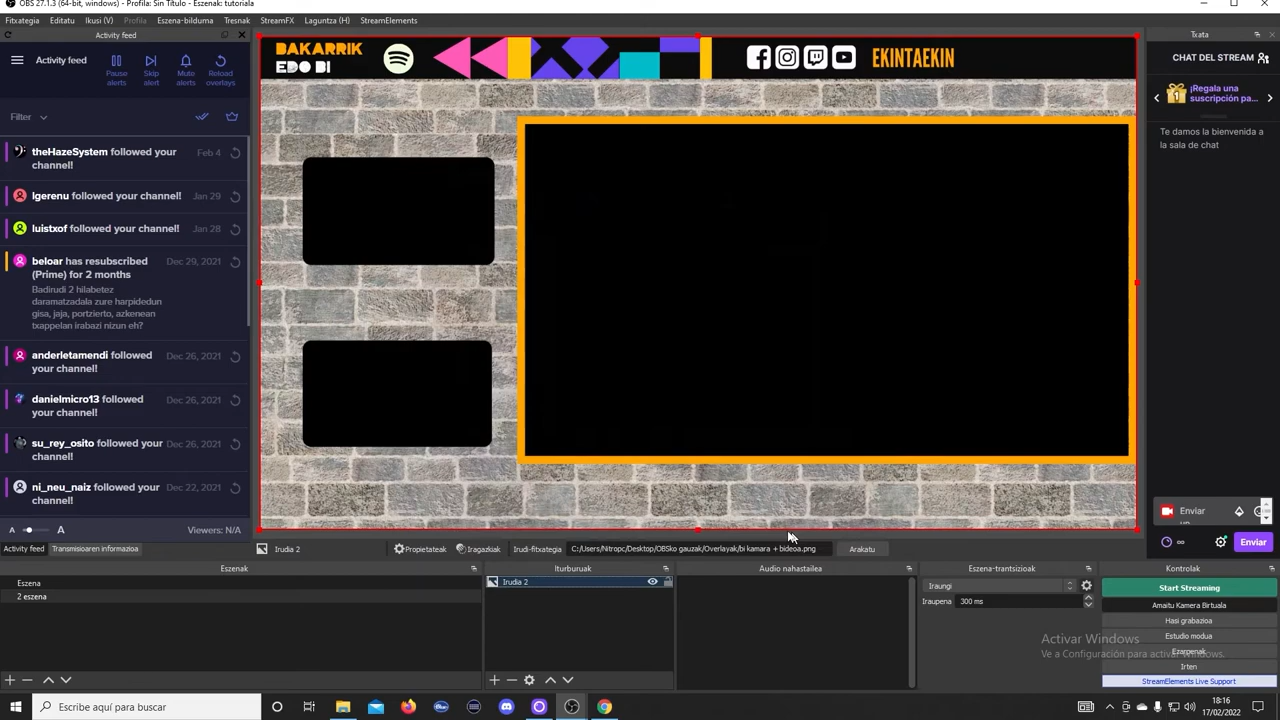 OBS 27.1.3 (64-bit, windows) - Profila: Sin Título - Eszenak: tutoriala
Fitxategia Editatu Ikusi (V) Profila Eszena-bilduma Tresnak StreamFX Laguntza (H) StreamElements
Activity feed
Activity feed
Pause alerts
Skip alert
Mute alerts
Reload overlays
Filter
theHazeSystem followed your channel! Feb 4
lgerenu followed your channel! Jan 29
luistxof followed your channel! Jan 28
beloar has resubscribed (Prime) for 2 months Dec 29, 2021
Badirudi 2 hilabetez
daramatzadala zure harpidedun
gisa, jaja, portzierto, azkenean
txappelan irabazi nizun eh?
anderletamendi followed your channel! Dec 26, 2021
danielmicro13 followed your channel! Dec 26, 2021
su_rey_osito followed your channel! Dec 26, 2021
ni_neu_naiz followed your channel! Dec 22, 2021
A A Viewers: N/A
Activity feed Transmisioaren informazioa
BAKARRIK
EDO BI
EKINTAEKIN
Txata
CHAT DEL STREAM
¡Regala una
suscripción pa...
Te damos la bienvenida a
la sala de chat
Enviar
Enviar
Irudia 2 Propietateak Iragazkiak Irudi-fitxategia C:/Users/Nitropc/Desktop/OBSko gauzak/Overlayak/bi kamara + bideoa.png Arakatu
Eszenak
Eszena
2 eszena
Iturburuak
Irudia 2
Audio nahastailea
Eszena-trantsizioak
Iraungi
Iraupena 300 ms
Kontrolak
Start Streaming
Amaitu Kamera Birtuala
Hasi grabazioa
Estudio modua
Ezarpenak
Irten
StreamElements Live Support
Activar Windows
Ve a Configuración para activar Windows.
Escribe aquí para buscar
18:16
17/02/2022